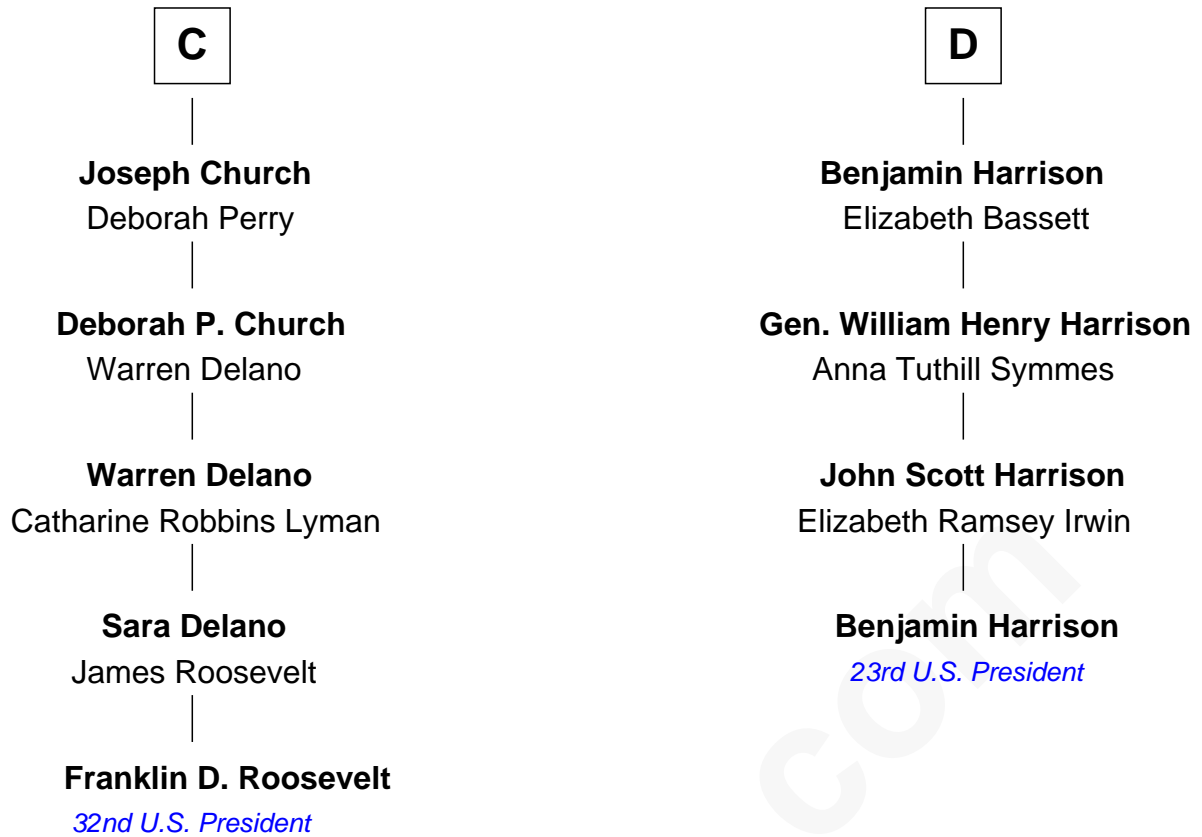 C
Joseph Church
Deborah Perry
Deborah P. Church
Warren Delano
Warren Delano
Catharine Robbins Lyman
Sara Delano
James Roosevelt
Franklin D. Roosevelt
32nd U.S. President
D
Benjamin Harrison
Elizabeth Bassett
Gen. William Henry Harrison
Anna Tuthill Symmes
John Scott Harrison
Elizabeth Ramsey Irwin
Benjamin Harrison
23rd U.S. President
com